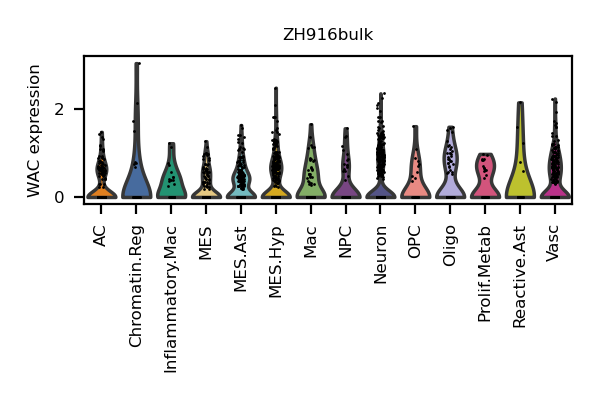 ZH916bulk
WAC expression
2
0
AC
Chromatin.Reg
Inflammatory.Mac
MES
MES.Ast
MES.Hyp
Mac
NPC
Neuron
OPC
Oligo
Prolif.Metab
Reactive.Ast
Vasc